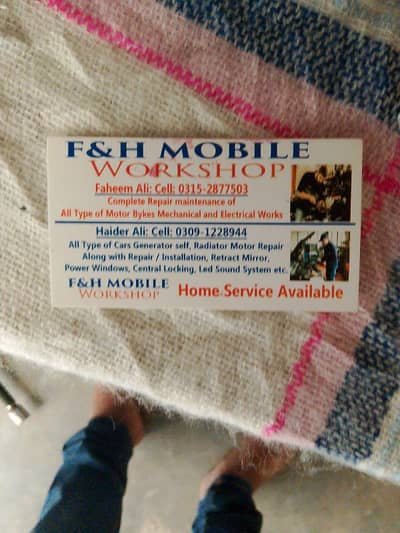 F&H MOBILE
WORKSHOP
Faheem Ali: Cell: 0315-2877503
Complete Repair maintenance of
All Type of Motor Bykes Mechanical and Electrical Works
Haider Ali: Cell: 0309-1228944
All Type of Cars Generator self, Radiator Motor Repair
Along with Repair / Installation, Retract Mirror,
Power Windows, Central Locking, Led Sound System etc.
F&H MOBILE
WORKSHOP
Home Service Available